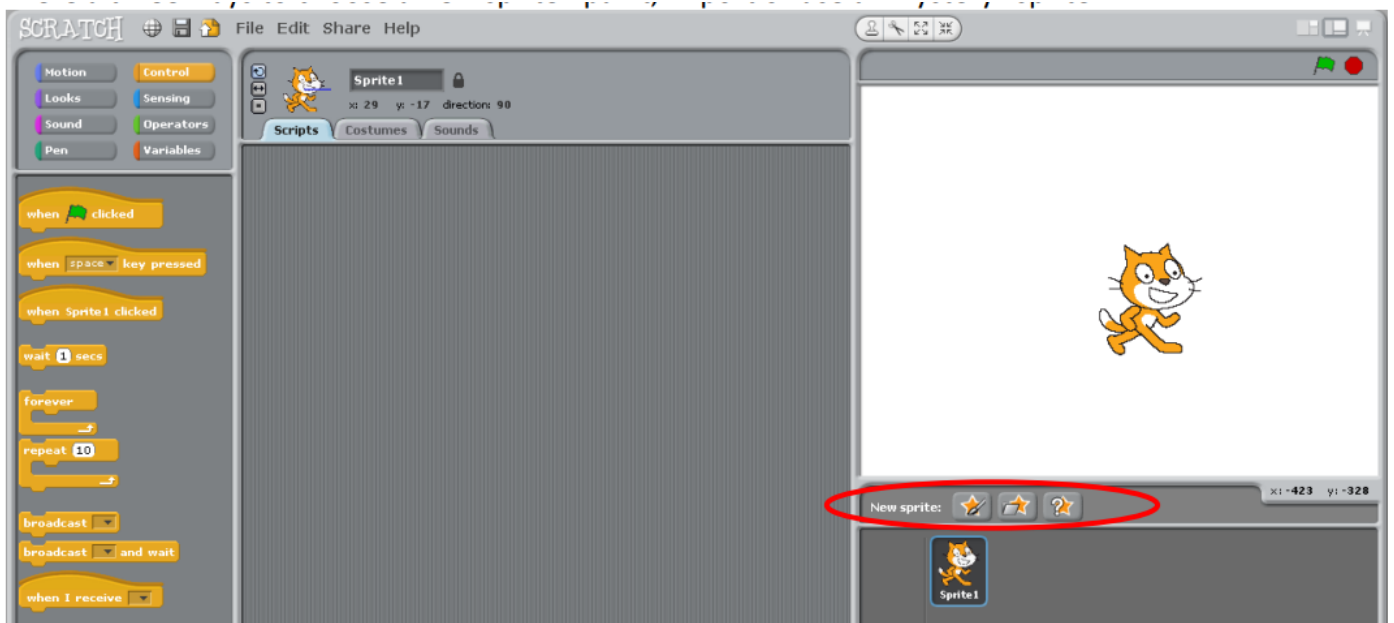 SCRATCH File Edit Share Help
Motion Control
Looks Sensing
Sound Operators
Pen Variables
Sprite1
x: 29 y: -17 direction: 90
Scripts Costumes Sounds
when clicked
when space key pressed
when Sprite1 clicked
wait 1 secs
forever
repeat 10
broadcast
broadcast and wait
when I receive
x: -423 y: -328
New sprite:
Sprite1